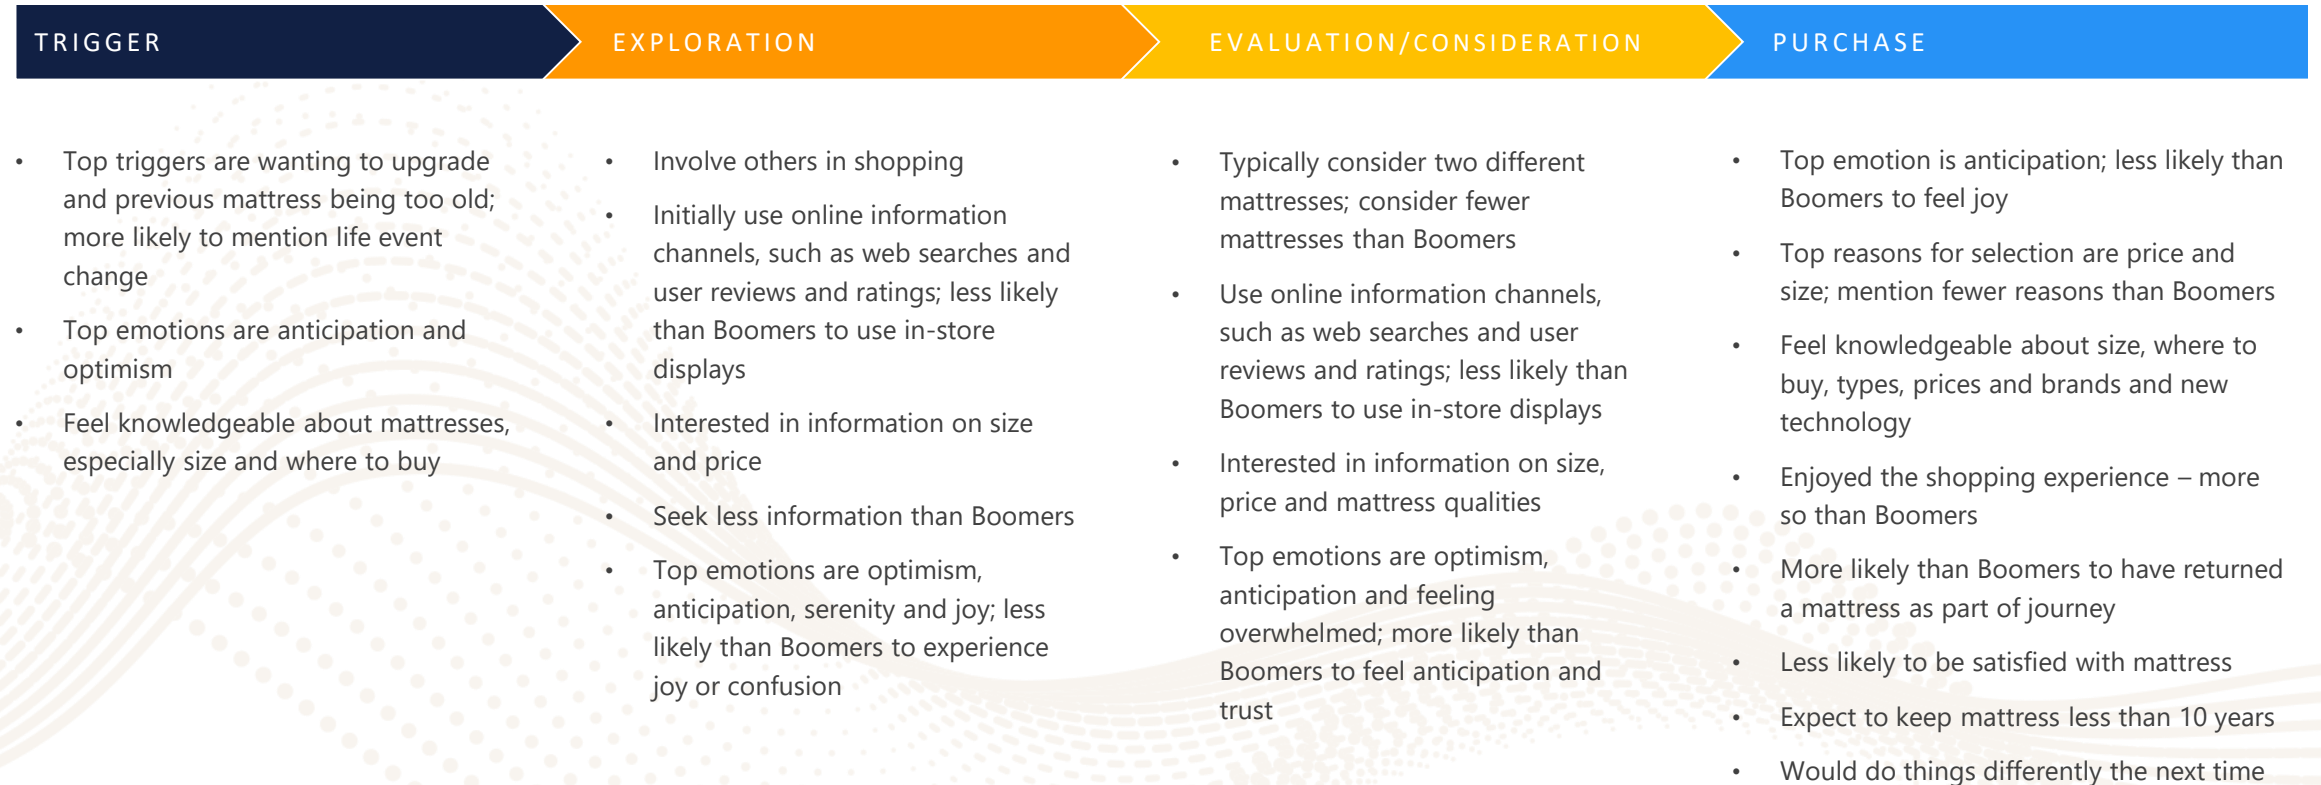 TRIGGER
EXPLORATION
EVALUATION/CONSIDERATION
PURCHASE
• Top triggers are wanting to upgrade
and previous mattress being too old;
more likely to mention life event
change
• Top emotions are anticipation and
optimism
• Feel knowledgeable about mattresses,
especially size and where to buy
• Involve others in shopping
• Initially use online information
channels, such as web searches and
user reviews and ratings; less likely
than Boomers to use in-store
displays
• Interested in information on size
and price
• Seek less information than Boomers
• Top emotions are optimism,
anticipation, serenity and joy; less
likely than Boomers to experience
joy or confusion
• Typically consider two different
mattresses; consider fewer
mattresses than Boomers
• Use online information channels,
such as web searches and user
reviews and ratings; less likely than
Boomers to use in-store displays
• Interested in information on size,
price and mattress qualities
• Top emotions are optimism,
anticipation and feeling
overwhelmed; more likely than
Boomers to feel anticipation and
trust
• Top emotion is anticipation; less likely than
Boomers to feel joy
• Top reasons for selection are price and
size; mention fewer reasons than Boomers
• Feel knowledgeable about size, where to
buy, types, prices and brands and new
technology
• Enjoyed the shopping experience – more
so than Boomers
• More likely than Boomers to have returned
a mattress as part of journey
• Less likely to be satisfied with mattress
• Expect to keep mattress less than 10 years
• Would do things differently the next time